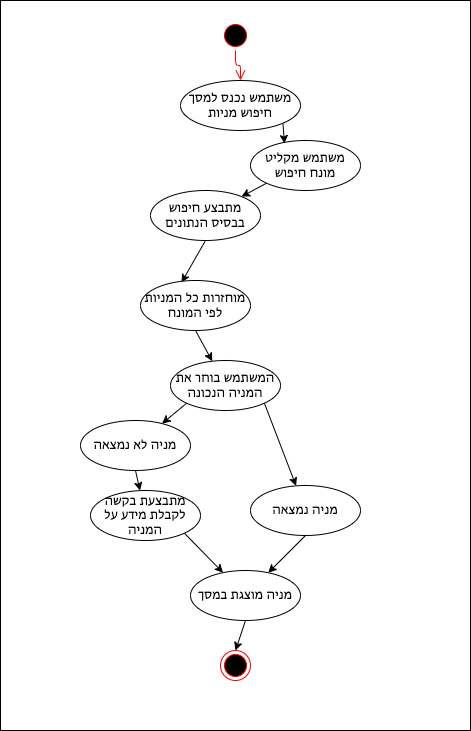 משתמש נכנס למסך
חיפוש מניות
משתמש מקליט
מונח חיפוש
מתבצע חיפוש
בבסיס הנתונים
מוחזרות כל המניות
לפי המונח
המשתמש בוחר את
המניה הנכונה
מניה לא נמצאה
מתבצעת בקשה
לקבלת מידע על
המניה
מניה נמצאה
מניה מוצגת במסך